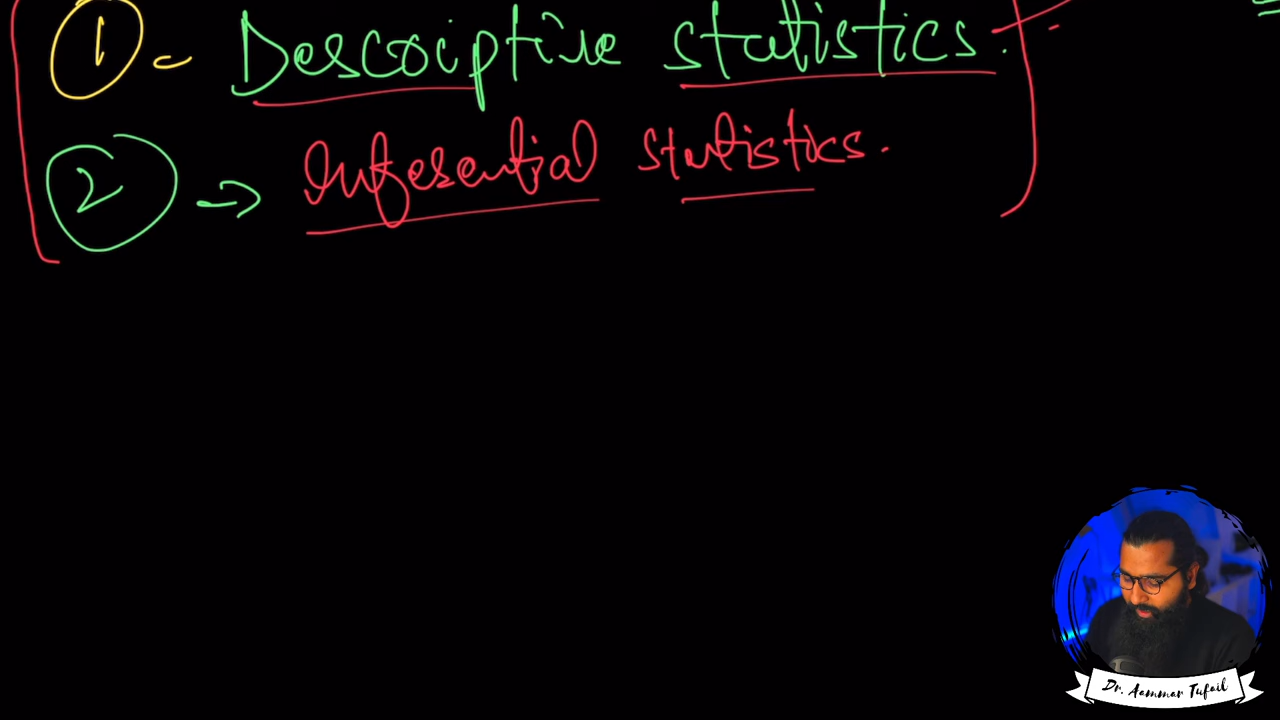 1 - Descriptive statistics.
2 → Inferential statistics.
Dr. Aammar Tufail